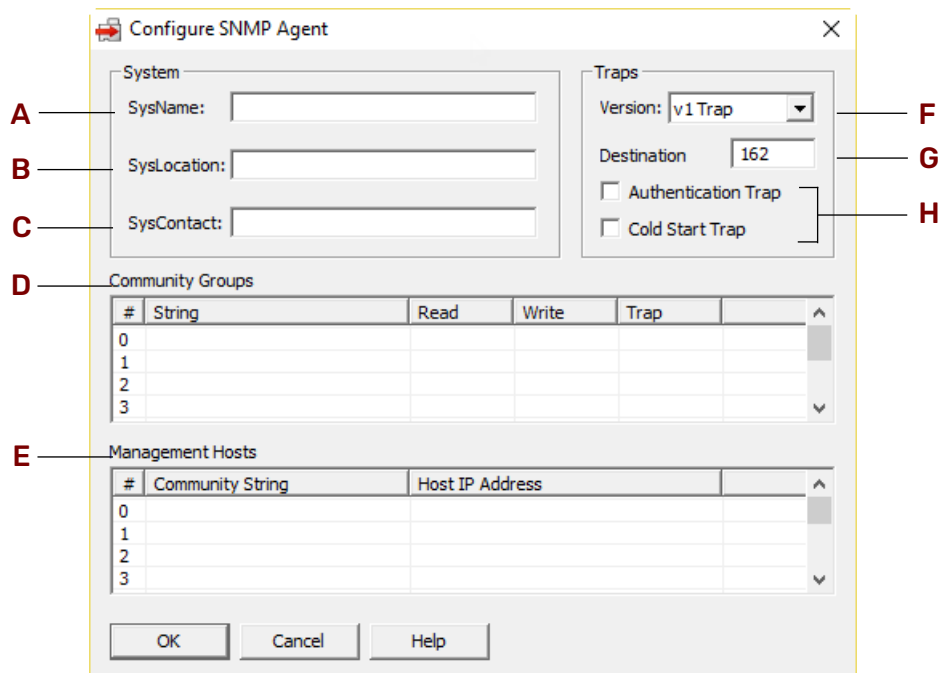 Configure SNMP Agent
System
A SysName:
B SysLocation:
C SysContact:
Traps
Version: v1 Trap F
Destination 162 G
Authentication Trap
H
Cold Start Trap
D Community Groups
# String Read Write Trap
0
1
2
3
E Management Hosts
# Community String Host IP Address
0
1
2
3
OK Cancel Help